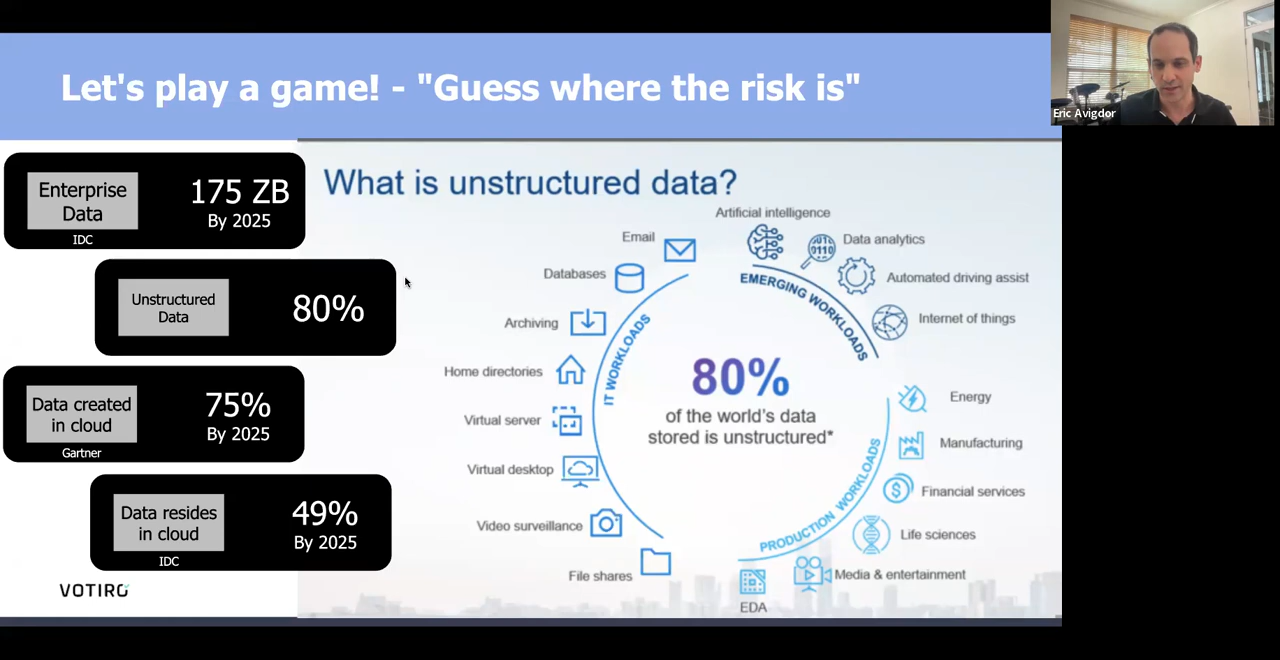 Let's play a game! - "Guess where the risk is"
Eric Avigdor
Enterprise
Data
IDC
175 ZB
By 2025
Unstructured
Data
80%
Data created
in cloud
Gartner
75%
By 2025
Data resides
in cloud
IDC
49%
By 2025
VOTIRO
What is unstructured data?
Email
Databases
Archiving
Home directories
Virtual server
Virtual desktop
Video surveillance
File shares
IT WORKLOADS
Artificial intelligence
Data analytics
Automated driving assist
Internet of things
EMERGING WORKLOADS
80%
of the world's data
stored is unstructured*
Energy
Manufacturing
Financial services
Life sciences
Media & entertainment
EDA
PRODUCTION WORKLOADS